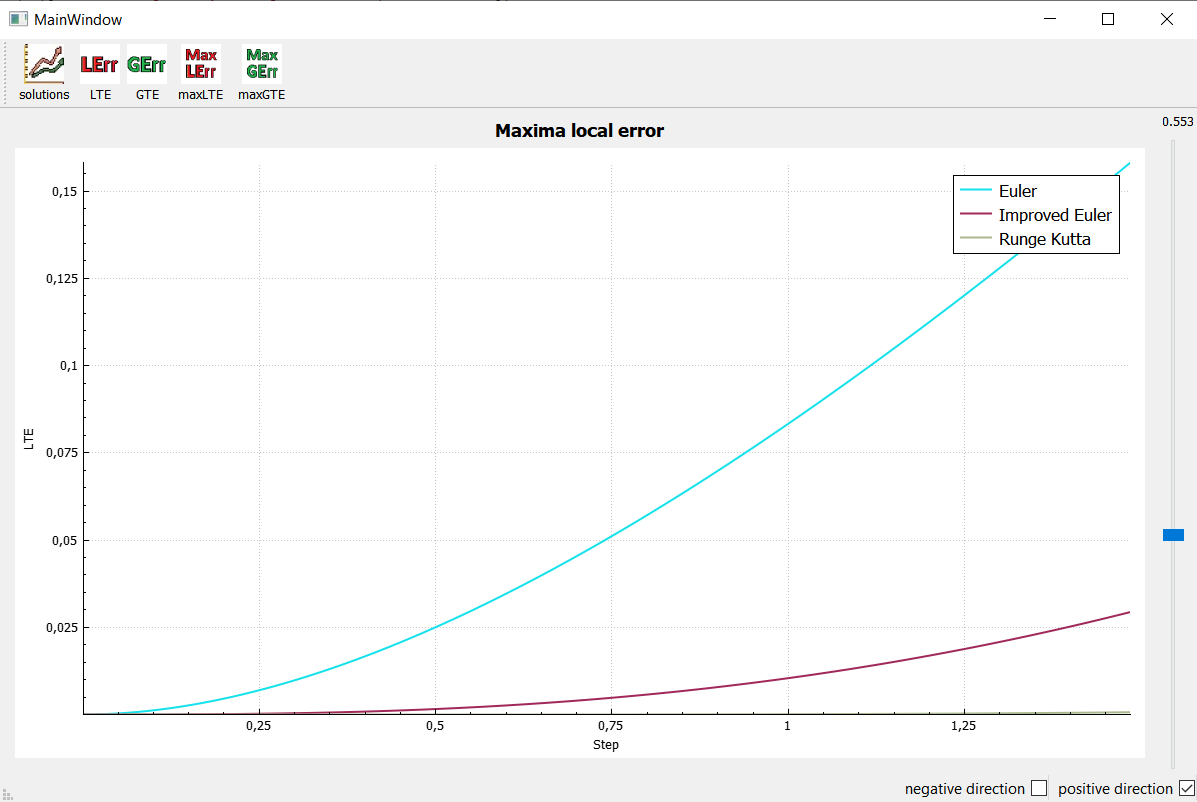 MainWindow
LErr GErr Max LErr Max GErr
solutions LTE GTE maxLTE maxGTE
0.553
Maxima local error
Euler
Improved Euler
Runge Kutta
0,15
0,125
0,1
0,075
0,05
0,025
LTE
0,25 0,5 0,75 1 1,25
Step
negative direction positive direction